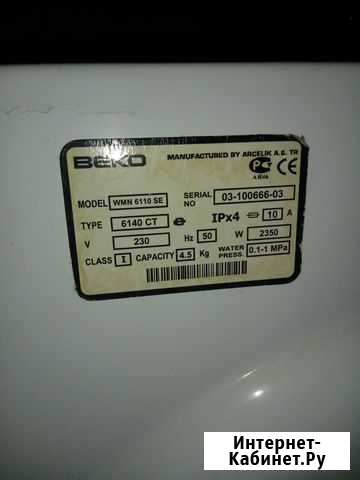 BEKO MANUFACTURED BY ARCELIK A.S. TR
AЯ46
MODEL WMN 6110 SE SERIAL NO 03-100666-03
TYPE 6140 CT IPx4 10 A
V 230 Hz 50 W 2350
CLASS I CAPACITY 4.5 Kg WATER PRESS. 0.1-1 MPa
Интернет-
Кабинет.Ру